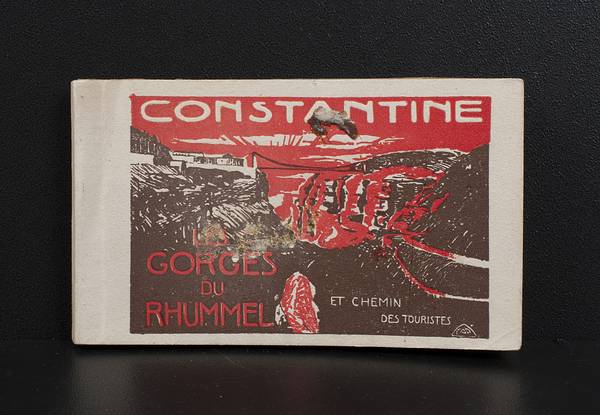 CONSTANTINE
LES
GORGES
DU
RHUMMEL
ET CHEMIN
DES TOURISTES